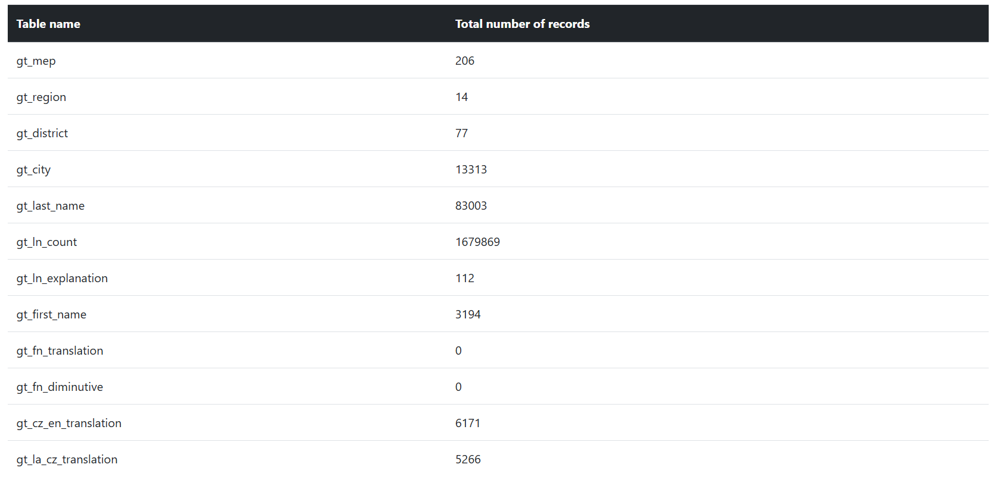 Table name Total number of records
gt_mep 206
gt_region 14
gt_district 77
gt_city 13313
gt_last_name 83003
gt_ln_count 1679869
gt_ln_explanation 112
gt_first_name 3194
gt_fn_translation 0
gt_fn_diminutive 0
gt_cz_en_translation 6171
gt_la_cz_translation 5266